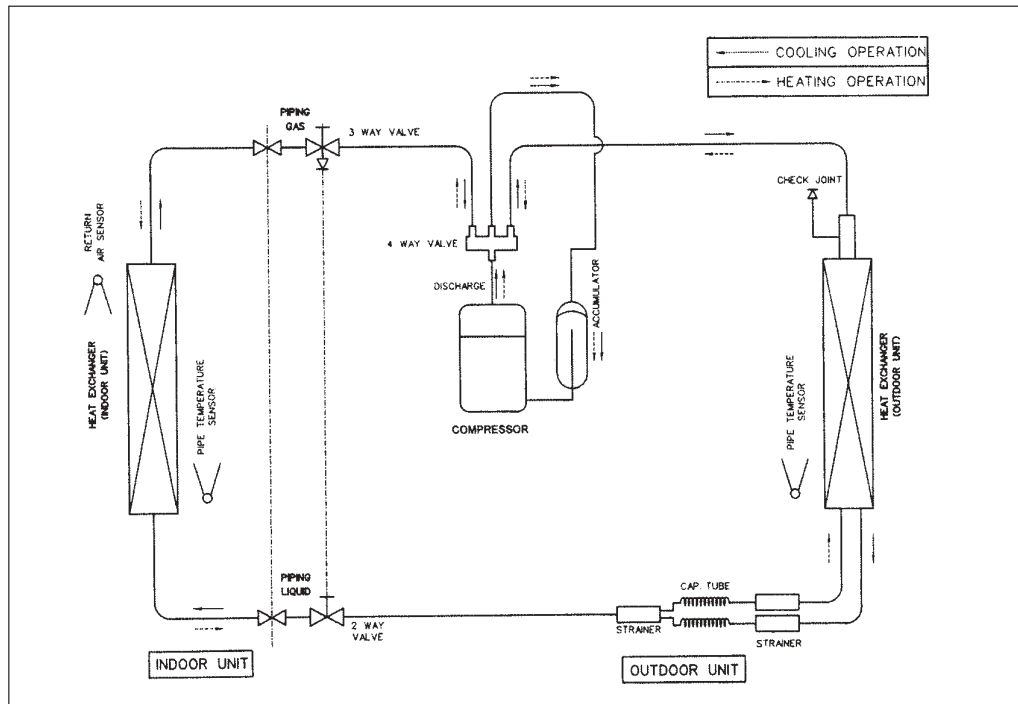 COOLING OPERATION
HEATING OPERATION
PIPING
GAS
3 WAY VALVE
CHECK JOINT
RETURN
AIR SENSOR
4 WAY VALVE
DISCHARGE
ACCUMULATOR
HEAT EXCHANGER
(INDOOR UNIT)
PIPE TEMPERATURE
SENSOR
COMPRESSOR
PIPE TEMPERATURE
SENSOR
HEAT EXCHANGER
(OUTDOOR UNIT)
PIPING
LIQUID
2 WAY
VALVE
CAP. TUBE
STRAINER
STRAINER
INDOOR UNIT
OUTDOOR UNIT